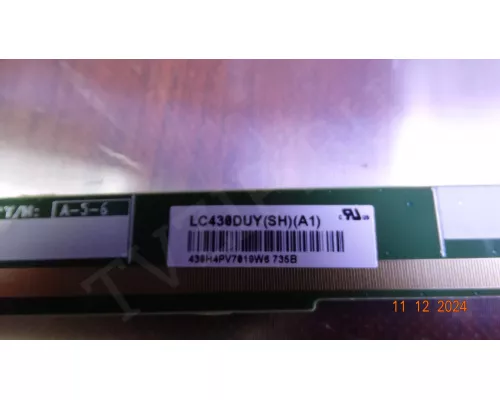 A-5-6
LC430DUY(SH)(A1)
430H4PV7019W6 735B
11 12 2024